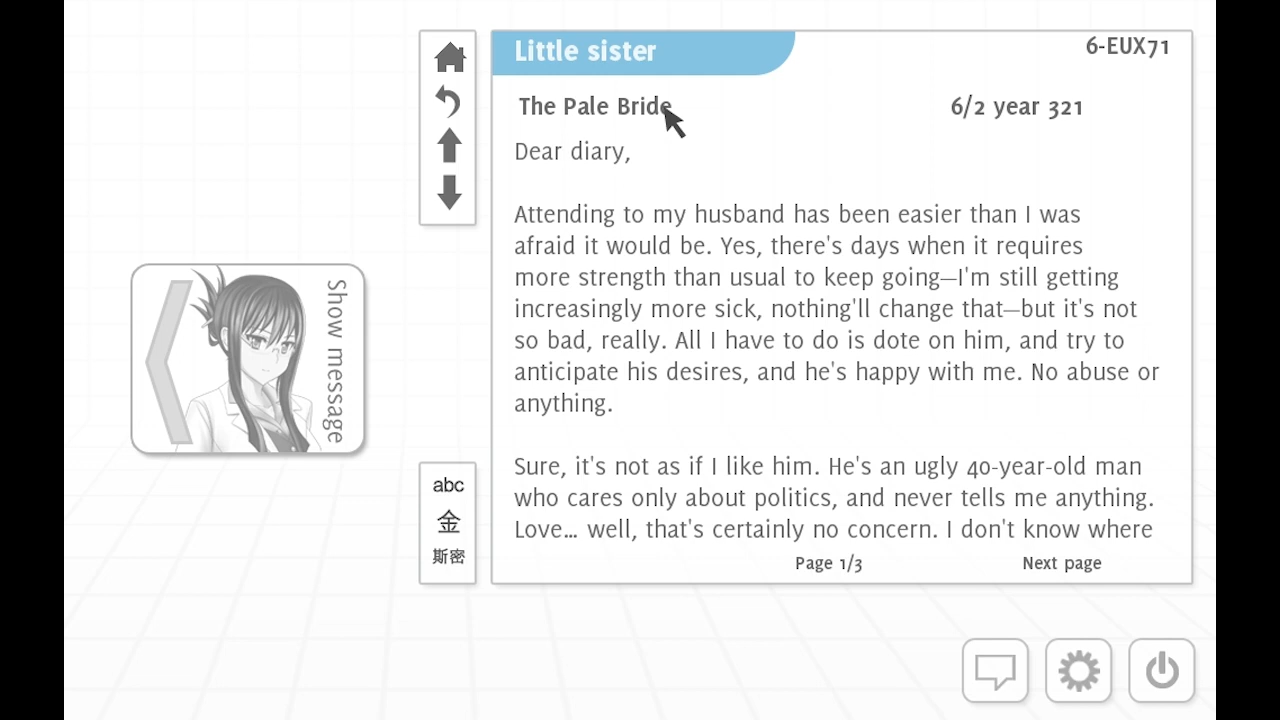 Little sister
6-EUX71
The Pale Bride
6/2 year 321
Dear diary,
Attending to my husband has been easier than I was
afraid it would be. Yes, there's days when it requires
more strength than usual to keep going—I'm still getting
increasingly more sick, nothing'll change that—but it's not
so bad, really. All I have to do is dote on him, and try to
anticipate his desires, and he's happy with me. No abuse or
anything.
Sure, it's not as if I like him. He's an ugly 40-year-old man
who cares only about politics, and never tells me anything.
Love... well, that's certainly no concern. I don't know where
Page 1/3
Next page
Show message
abc
金
斯密